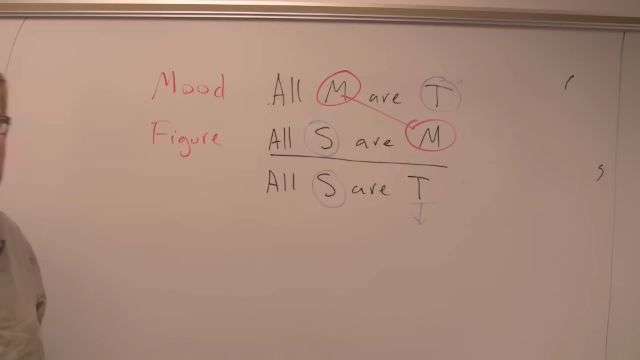 Mood All M are T
Figure All S are M
All S are T